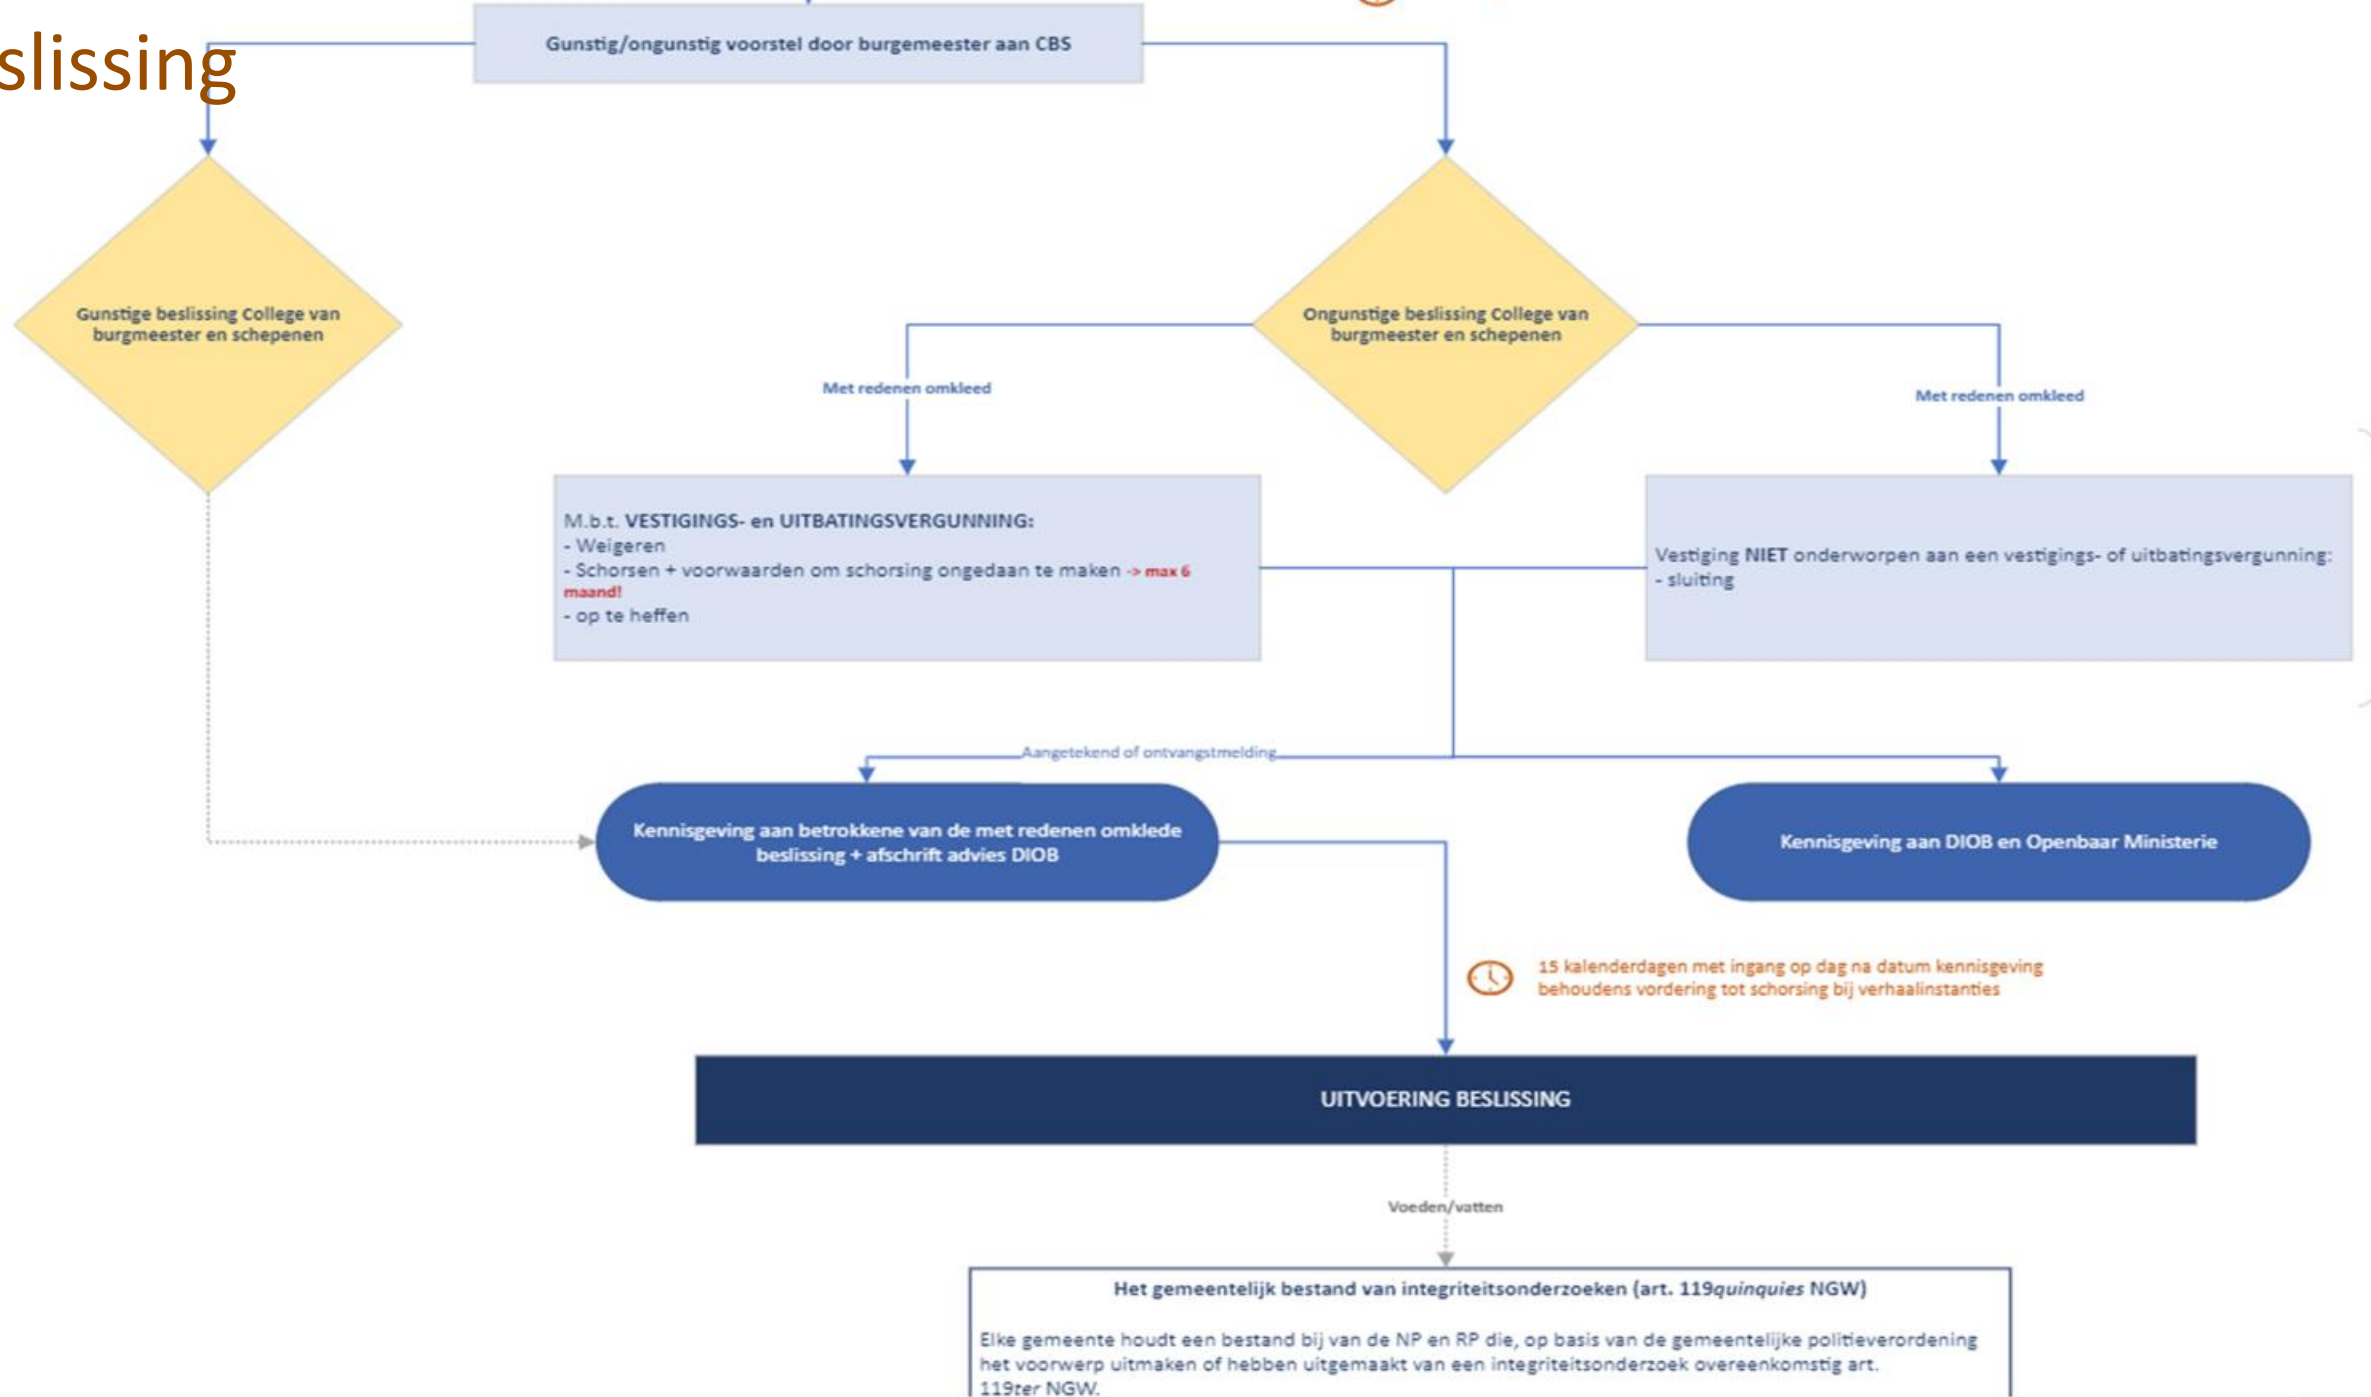 slissing
Gunstig/ongunstig voorstel door burgemeester aan CBS
Gunstige beslissing College van
burgmeester en schepenen
Ongunstige beslissing College van
burgmeester en schepenen
Met redenen omkleed
Met redenen omkleed
M.b.t. VESTIGINGS- en UITBATINGSVERGUNNING:
- Weigeren
- Schorsen + voorwaarden om schorsing ongedaan te maken -> max 6
maand!
- op te heffen
Vestiging NIET onderworpen aan een vestigings- of uitbatingsvergunning:
- sluiting
Aangetekend of ontvangstmelding
Kennisgeving aan betrokkene van de met redenen omklede
beslissing + afschrift advies DIOB
Kennisgeving aan DIOB en Openbaar Ministerie
15 kalenderdagen met ingang op dag na datum kennisgeving
behoudens vordering tot schorsing bij verhaalinstanties
UITVOERING BESLISSING
Voeden/vatten
Het gemeentelijk bestand van integriteitsonderzoeken (art. 119quinquies NGW)
Elke gemeente houdt een bestand bij van de NP en RP die, op basis van de gemeentelijke politieverordening
het voorwerp uitmaken of hebben uitgemaakt van een integriteitsonderzoek overeenkomstig art.
119ter NGW.